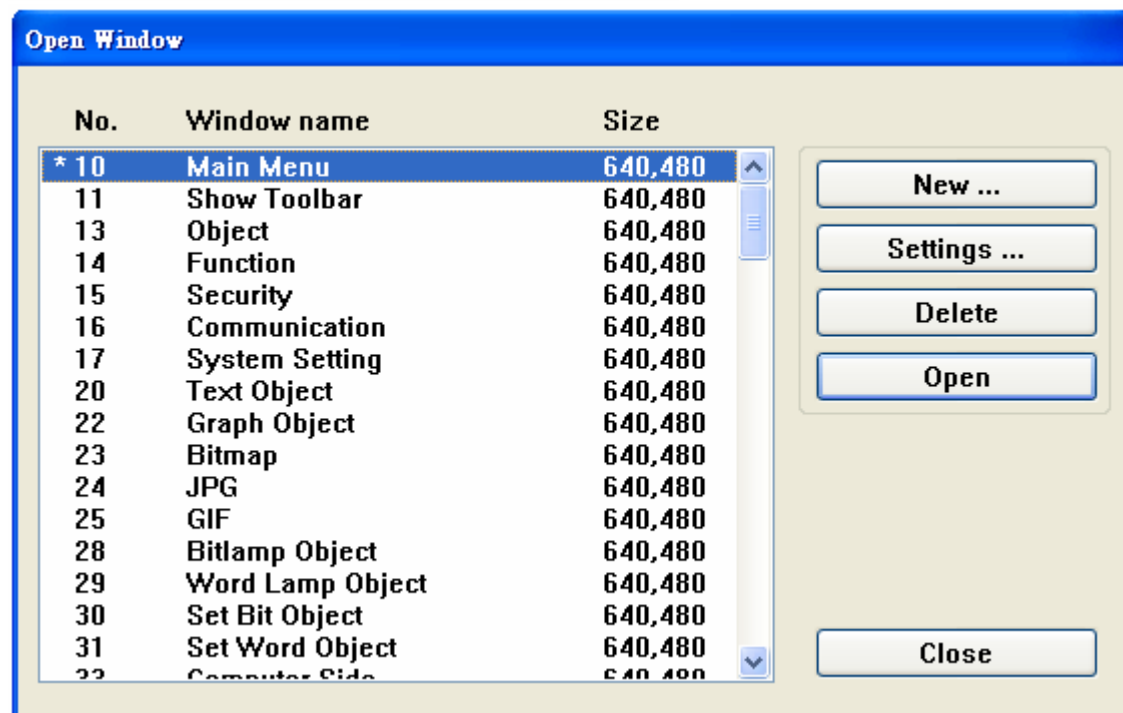 Open Window
No. Window name Size
* 10 Main Menu 640,480
11 Show Toolbar 640,480
13 Object 640,480
14 Function 640,480
15 Security 640,480
16 Communication 640,480
17 System Setting 640,480
20 Text Object 640,480
22 Graph Object 640,480
23 Bitmap 640,480
24 JPG 640,480
25 GIF 640,480
28 Bitlamp Object 640,480
29 Word Lamp Object 640,480
30 Set Bit Object 640,480
31 Set Word Object 640,480
Computer Side 640,480
New ...
Settings ...
Delete
Open
Close